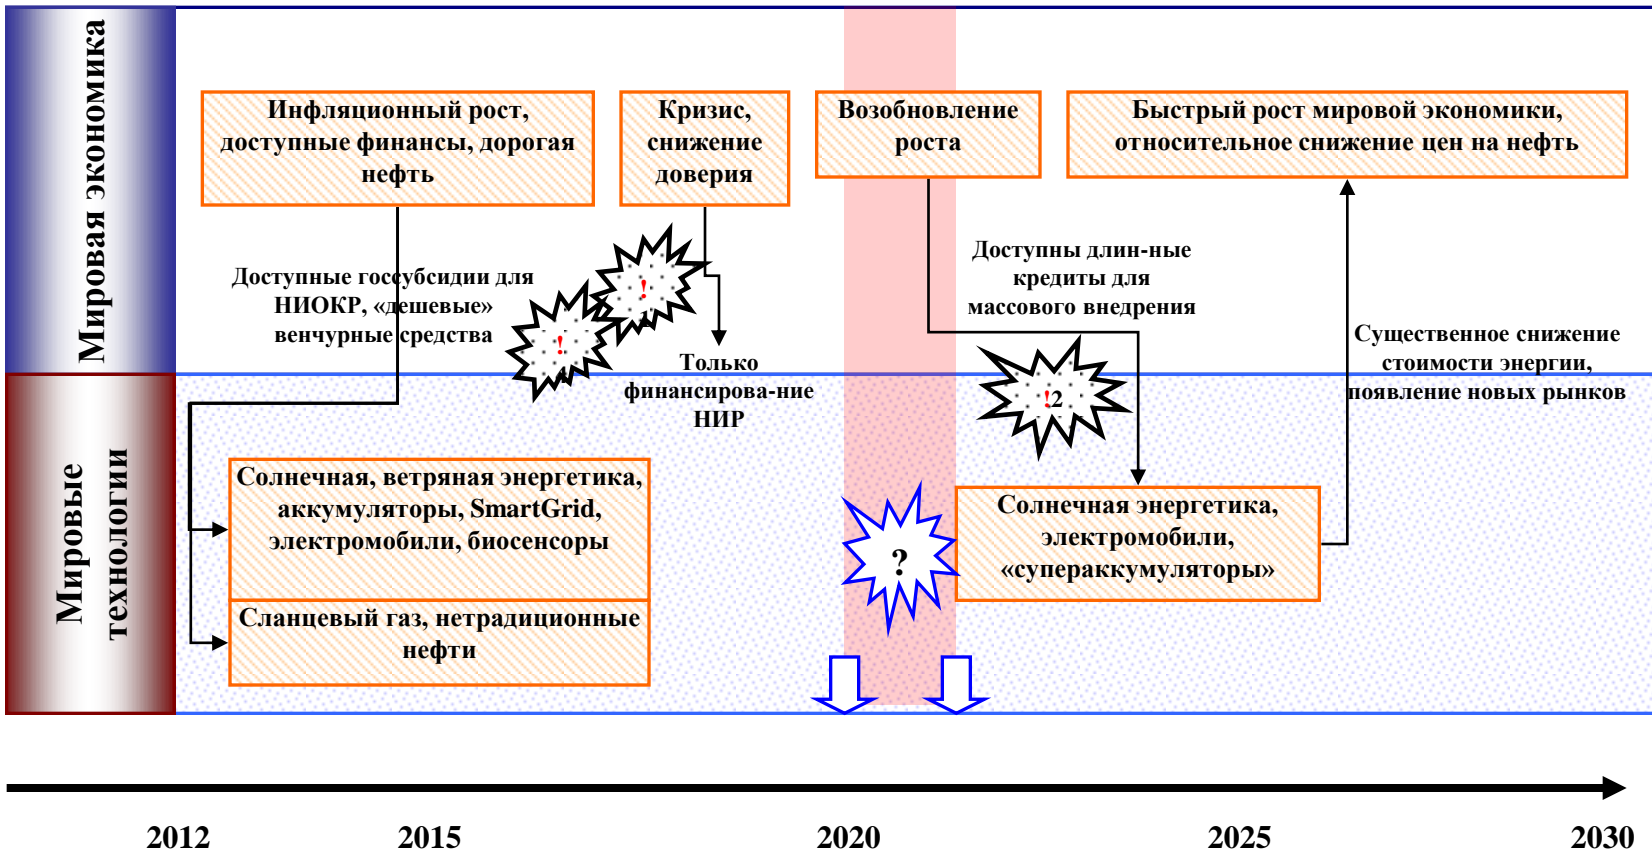 Мировая экономика
Инфляционный рост,
доступные финансы, дорогая
нефть
Кризис,
снижение
доверия
Возобновление
роста
Быстрый рост мировой экономики,
относительное снижение цен на нефть
Доступные госсубсидии для
НИОКР, «дешевые»
венчурные средства
!
1
!
Только
финансирова-ние
НИР
Доступны длин-ные
кредиты для
массового внедрения
!2
Существенное снижение
стоимости энергии,
появление новых рынков
Мировые
технологии
Солнечная, ветряная энергетика,
аккумуляторы, SmartGrid,
электромобили, биосенсоры
Сланцевый газ, нетрадиционные
нефти
?
Солнечная энергетика,
электромобили,
«супераккумуляторы»
2012 2015 2020 2025 2030